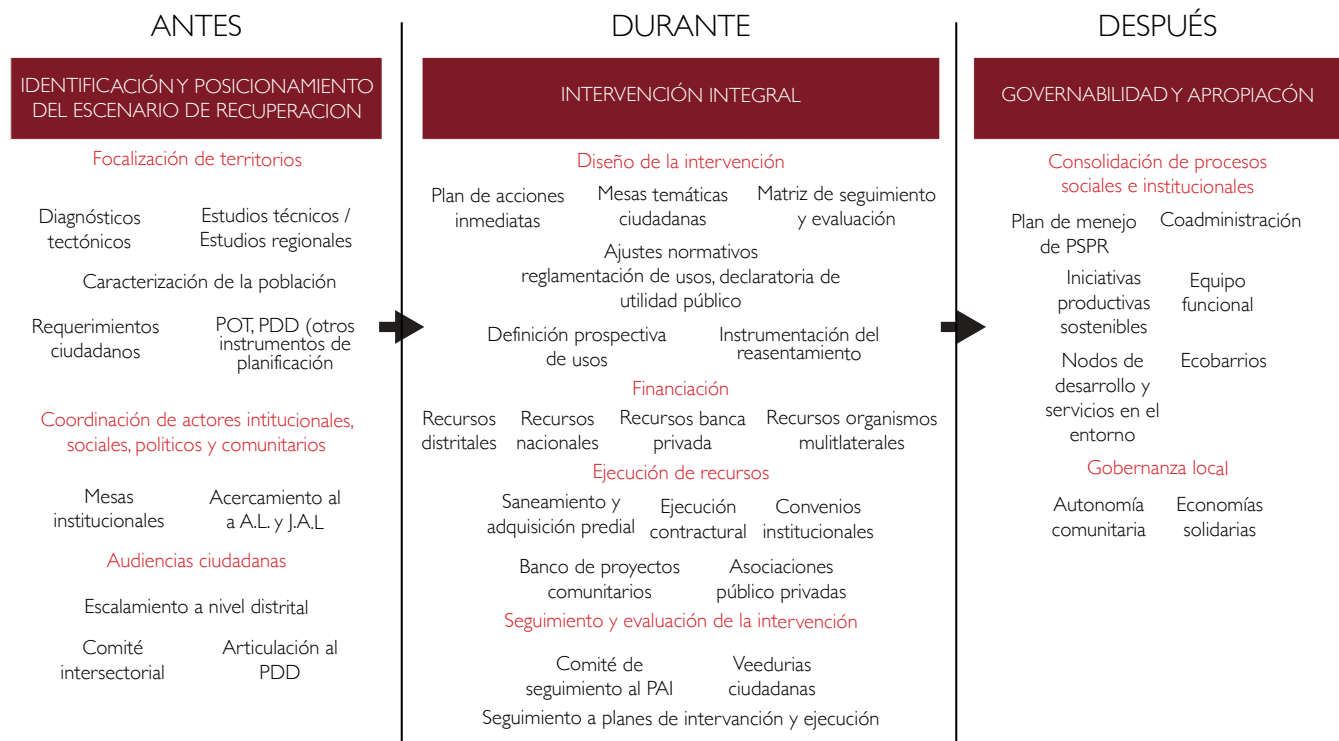 ANTES
IDENTIFICACIÓN Y POSICIONAMIENTO
DEL ESCENARIO DE RECUPERACION
Focalización de territorios
Diagnósticos
tectónicos
Estudios técnicos /
Estudios regionales
Caracterización de la población
Requerimientos
ciudadanos
POT, PDD (otros
instrumentos de
planificación
Coordinación de actores intitucionales,
sociales, politicos y comunitarios
Mesas
institucionales
Acercamiento al
a A.L. y J.A.L
Audiencias ciudadanas
Escalamiento a nivel distrital
Comité
intersectorial
Articulación al
PDD
DURANTE
INTERVENCIÓN INTEGRAL
Diseño de la intervención
Plan de acciones
inmediatas
Mesas temáticas
ciudadanas
Matriz de seguimiento
y evaluación
Ajustes normativos
reglamentación de usos, declaratoria de
utilidad público
Definición prospectiva
de usos
Instrumentación del
reasentamiento
Financiación
Recursos
distritales
Recursos
nacionales
Recursos banca
privada
Recursos organismos
mulitlaterales
Ejecución de recursos
Saneamiento y
adquisición predial
Ejecución
contractural
Convenios
institucionales
Banco de proyectos
comunitarios
Asociaciones
público privadas
Seguimiento y evaluación de la intervención
Comité de
seguimiento al PAI
Veedurias
ciudadanas
Seguimiento a planes de intervanción y ejecución
DESPUÉS
GOVERNABILIDAD Y APROPIACÓN
Consolidación de procesos
sociales e institucionales
Plan de menejo
de PSPR
Coadministración
Iniciativas
productivas
sostenibles
Equipo
funcional
Nodos de
desarrollo y
servicios en el
entorno
Ecobarrios
Gobernanza local
Autonomía
comunitaria
Economías
solidarias